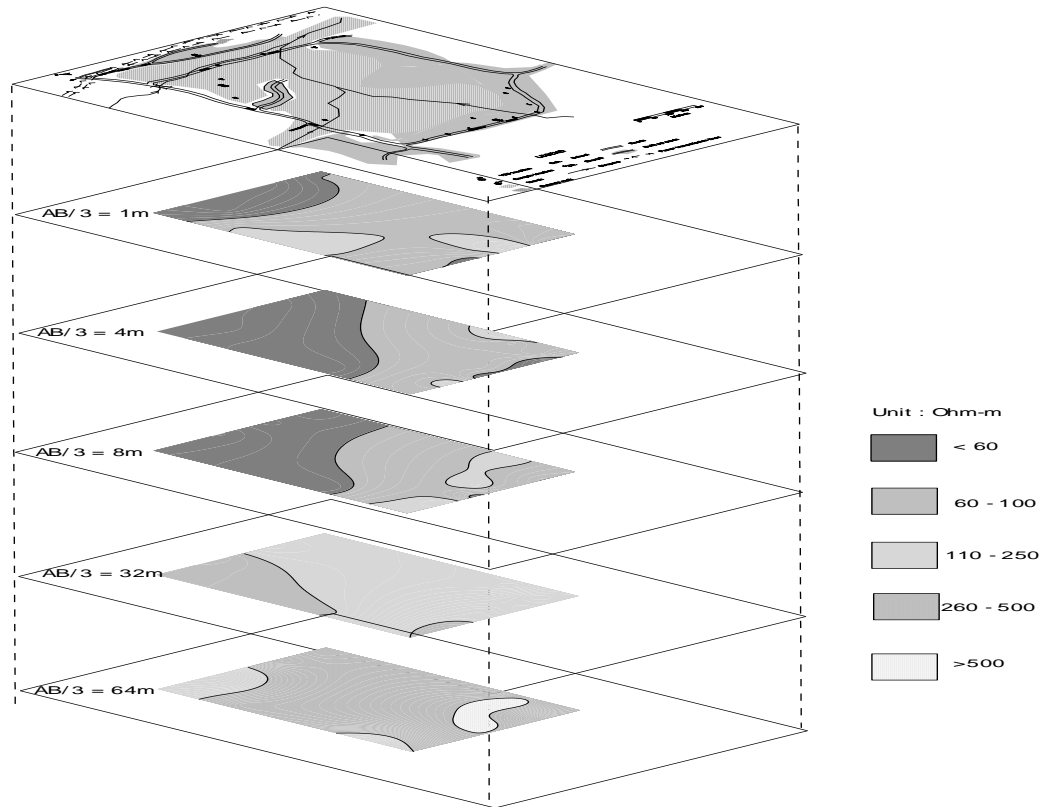 AB/3 = 1m
AB/3 = 4m
AB/3 = 8m
AB/3 = 32m
AB/3 = 64m
Unit : Ohm-m
< 60
60 - 100
110 - 250
260 - 500
>500